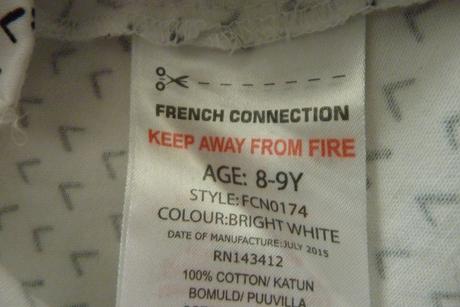 FRENCH CONNECTION
KEEP AWAY FROM FIRE
AGE: 8-9Y
STYLE:FCN0174
COLOUR:BRIGHT WHITE
DATE OF MANUFACTURE:JULY 2015
RN143412
100% COTTON/ KATUN
BOMULD/ PUUVILLA